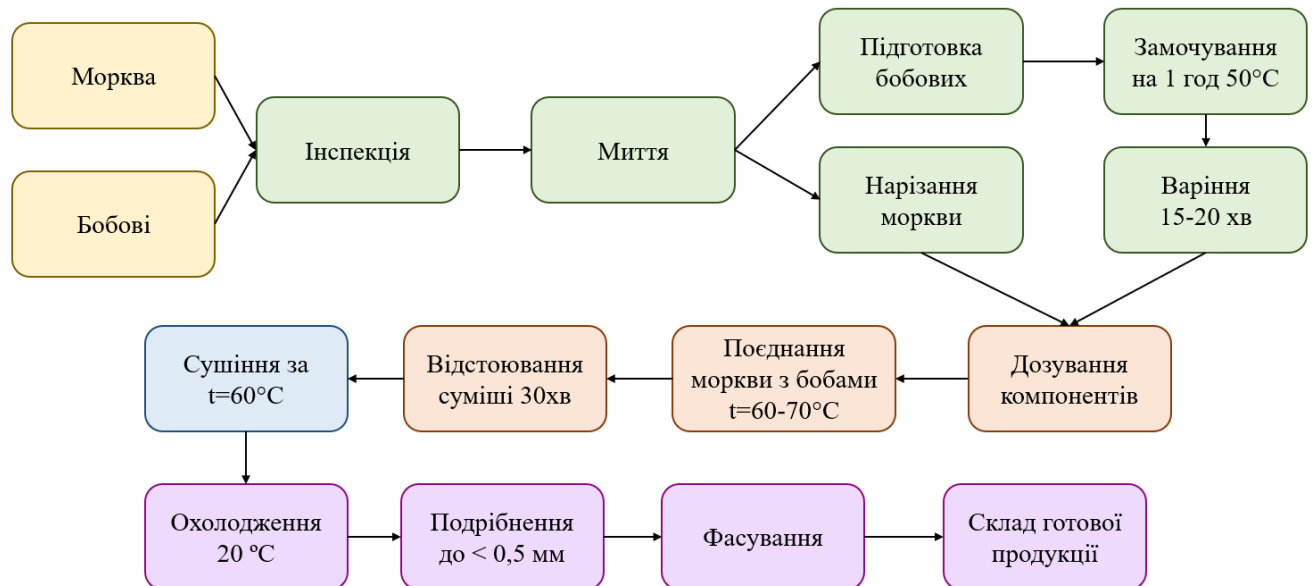 Морква
Бобові
Інспекція
Миття
Підготовка
бобових
Замочування
на 1 год 50°C
Нарізання
моркви
Варіння
15-20 хв
Дозування
компонентів
Поєднання
моркви з бобами
t=60-70°C
Відстоювання
суміші 30хв
Сушіння за
t=60°C
Охолодження
20 ºC
Подрібнення
до < 0,5 мм
Фасування
Склад готової
продукції